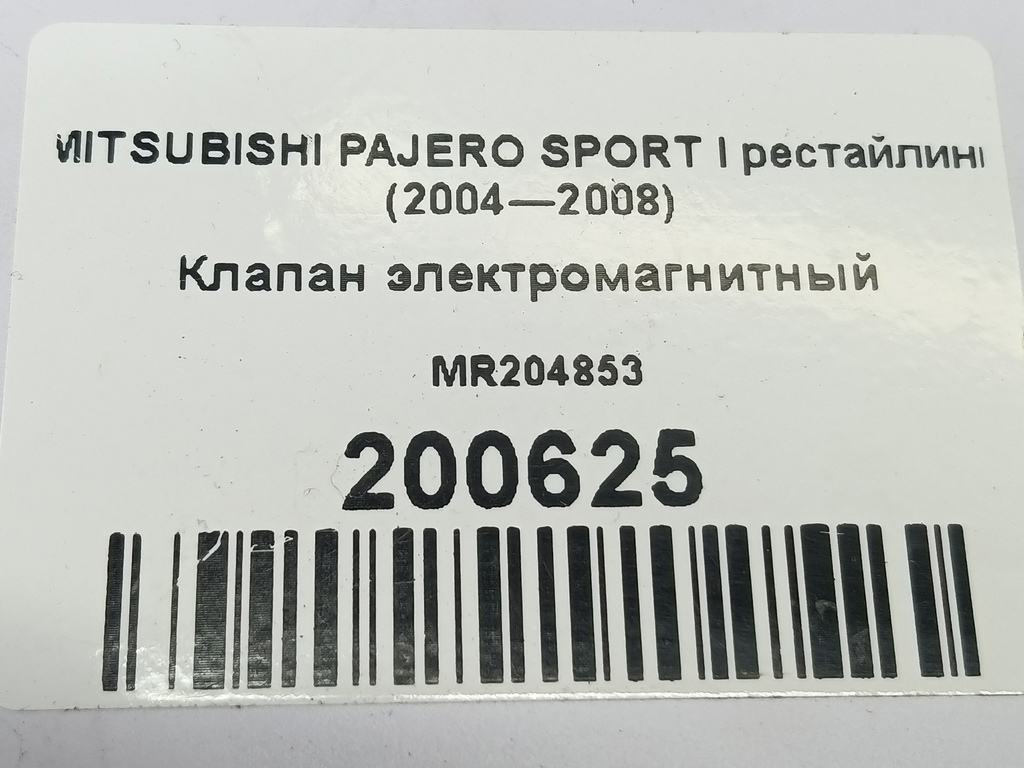 MITSUBISHI PAJERO SPORT I рестайлинг
(2004—2008)
Клапан электромагнитный
MR204853
200625